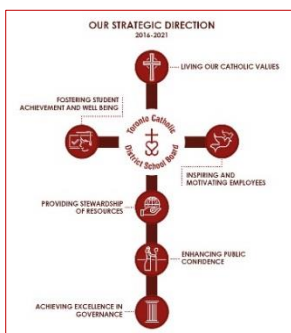 OUR STRATEGIC DIRECTION
2016-2021
LIVING OUR CATHOLIC VALUES
FOSTERING STUDENT
ACHIEVEMENT AND WELL BEING
Toronto Catholic
District School Board
INSPIRING AND
MOTIVATING EMPLOYEES
PROVIDING STEWARDSHIP
OF RESOURCES
ENHANCING PUBLIC
CONFIDENCE
ACHIEVING EXCELLENCE IN
GOVERNANCE